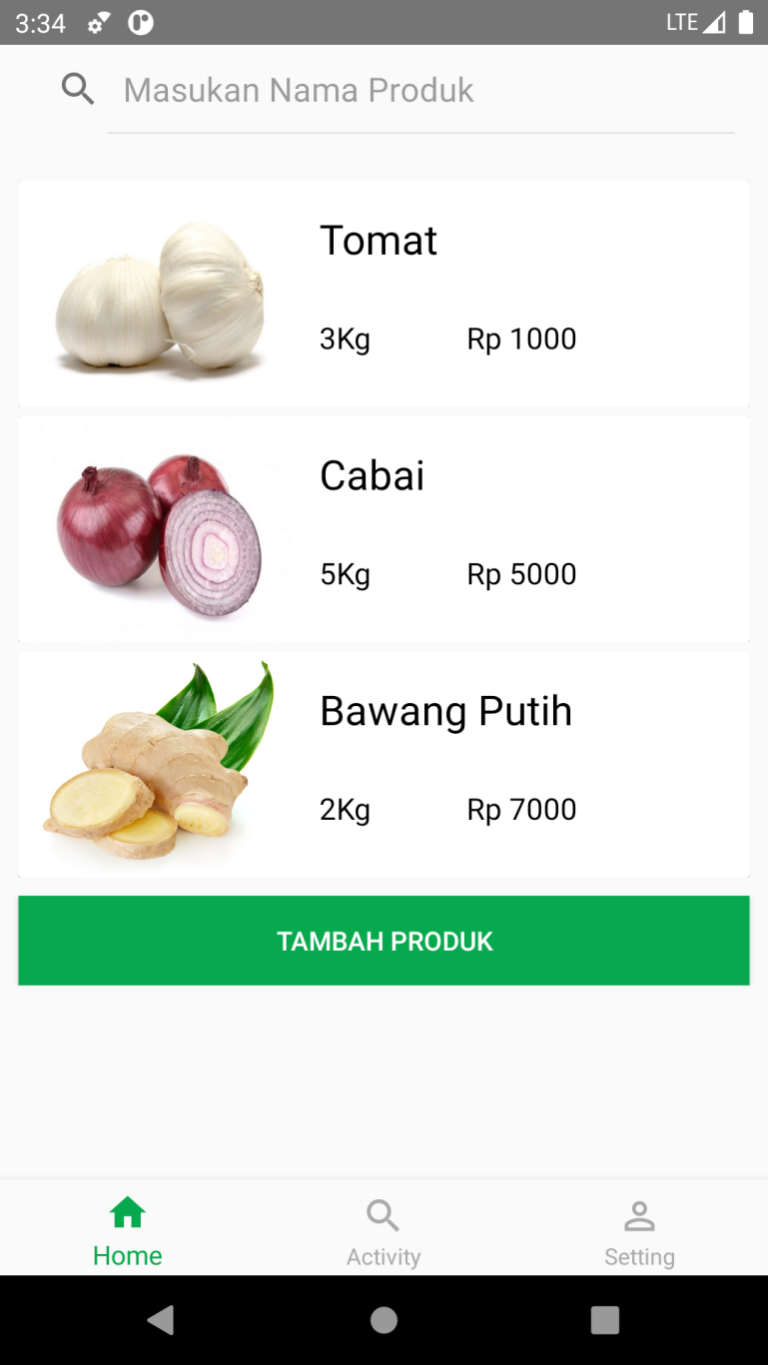 3:34 LTE
Masukan Nama Produk
Tomat
3Kg Rp 1000
Cabai
5Kg Rp 5000
Bawang Putih
2Kg Rp 7000
TAMBAH PRODUK
Home Activity Setting